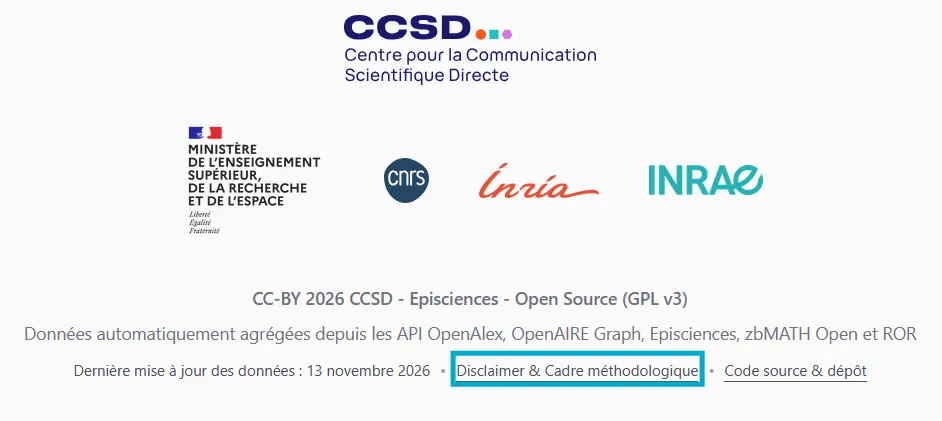 CCSD
Centre pour la Communication
Scientifique Directe
MINISTÈRE
DE L'ENSEIGNEMENT
SUPÉRIEUR,
DE LA RECHERCHE
ET DE L'ESPACE
Liberté
Égalité
Fraternité
cnrs
Inria
INRAE
CC-BY 2026 CCSD - Episciences - Open Source (GPL v3)
Données automatiquement agrégées depuis les API OpenAlex, OpenAIRE Graph, Episciences, zbMATH Open et ROR
Dernière mise à jour des données : 13 novembre 2026 • Disclaimer & Cadre méthodologique • Code source & dépôt